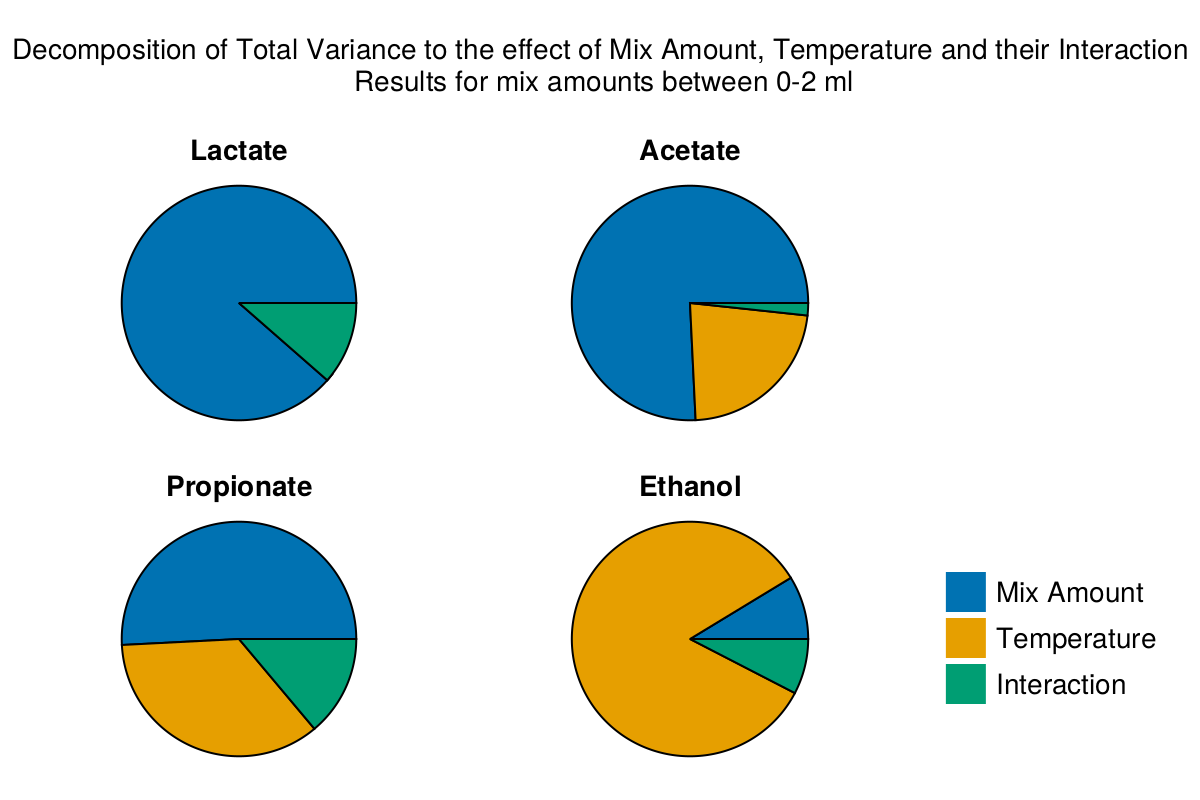 Decomposition of Total Variance to the effect of Mix Amount, Temperature and their Interaction
Results for mix amounts between 0-2 ml
Lactate
Acetate
Propionate
Ethanol
Mix Amount
Temperature
Interaction